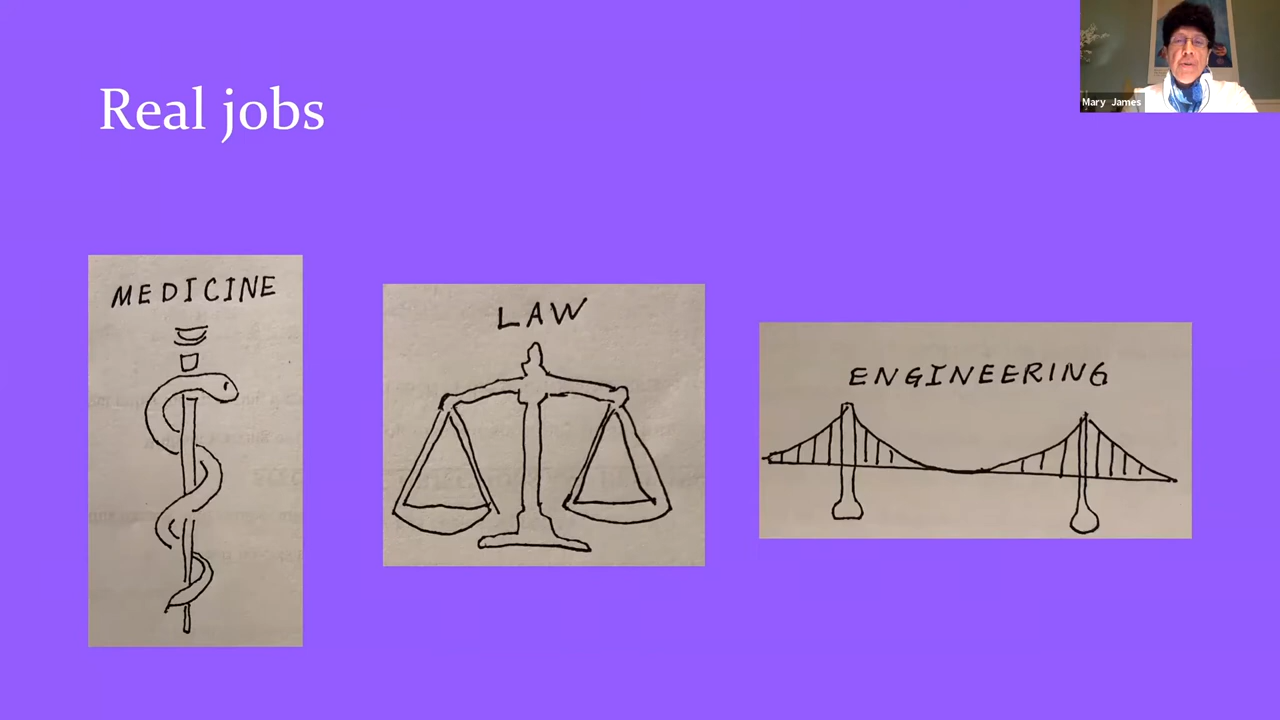 Real jobs
Mary James
MEDICINE
LAW
ENGINEERING